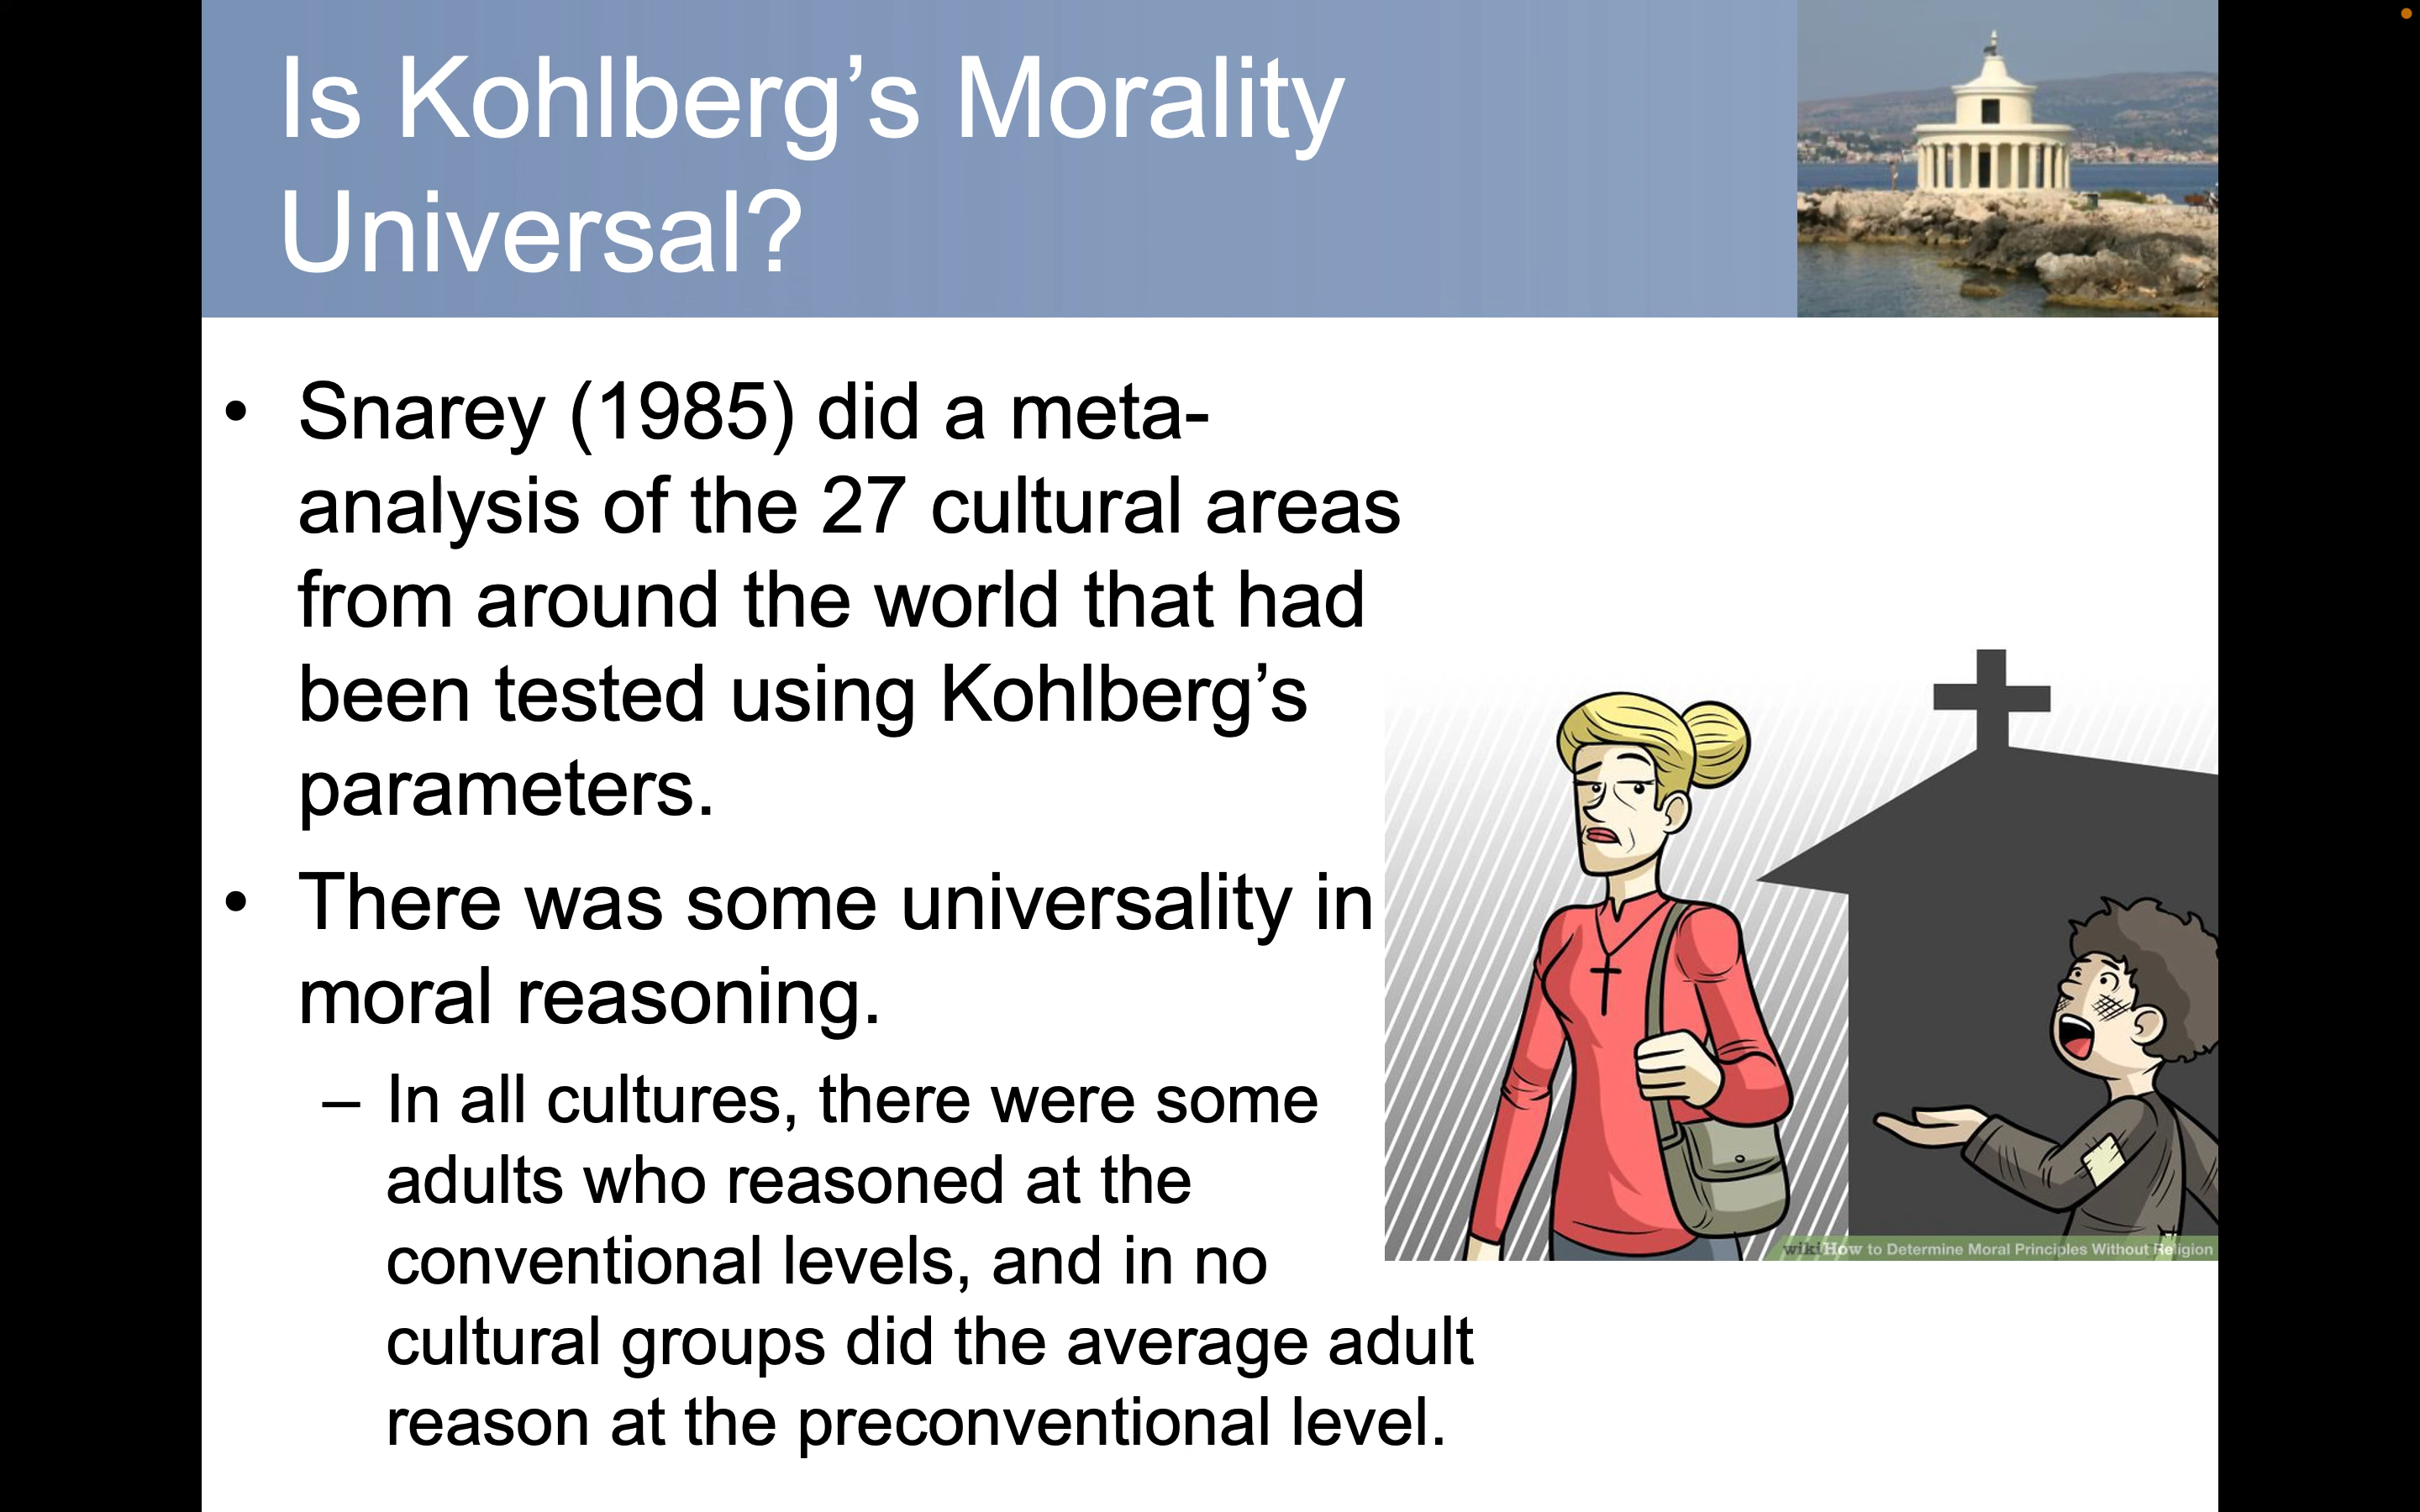 Is Kohlberg’s Morality
Universal?
• Snarey (1985) did a meta-
analysis of the 27 cultural areas
from around the world that had
been tested using Kohlberg’s
parameters.
• There was some universality in
moral reasoning.
– In all cultures, there were some
adults who reasoned at the
conventional levels, and in no
cultural groups did the average adult
reason at the preconventional level.
wikiHow to Determine Moral Principles Without Religion